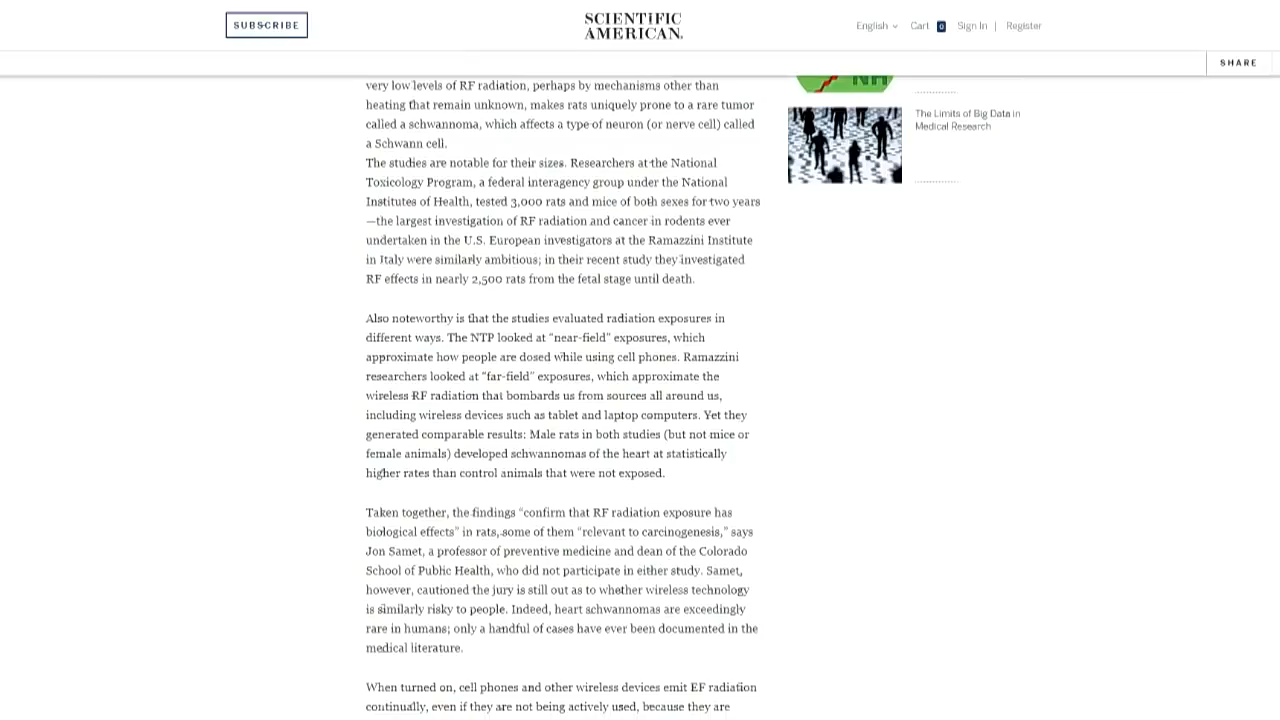 SUBSCRIBE
SCIENTIFIC
AMERICAN.
English
Cart 0
Sign In | Register
SHARE
very low levels of RF radiation, perhaps by mechanisms other than
heating that remain unknown, makes rats uniquely prone to a rare tumor
called a schwannoma, which affects a type of neuron (or nerve cell) called
a Schwann cell.
The studies are notable for their sizes. Researchers at the National
Toxicology Program, a federal interagency group under the National
Institutes of Health, tested 3,000 rats and mice of both sexes for two years
—the largest investigation of RF radiation and cancer in rodents ever
undertaken in the U.S. European investigators at the Ramazzini Institute
in Italy were similarly ambitious; in their recent study they investigated
RF effects in nearly 2,500 rats from the fetal stage until death.
Also noteworthy is that the studies evaluated radiation exposures in
different ways. The NTP looked at "near-field" exposures, which
approximate how people are dosed while using cell phones. Ramazzini
researchers looked at "far-field" exposures, which approximate the
wireless RF radiation that bombards us from sources all around us,
including wireless devices such as tablet and laptop computers. Yet they
generated comparable results: Male rats in both studies (but not mice or
female animals) developed schwannomas of the heart at statistically
higher rates than control animals that were not exposed.
Taken together, the findings "confirm that RF radiation exposure has
biological effects" in rats, some of them "relevant to carcinogenesis," says
Jon Samet, a professor of preventive medicine and dean of the Colorado
School of Public Health, who did not participate in either study. Samet,
however, cautioned the jury is still out as to whether wireless technology
is similarly risky to people. Indeed, heart schwannomas are exceedingly
rare in humans; only a handful of cases have ever been documented in the
medical literature.
When turned on, cell phones and other wireless devices emit EF radiation
continually, even if they are not being actively used, because they are
The Limits of Big Data in
Medical Research